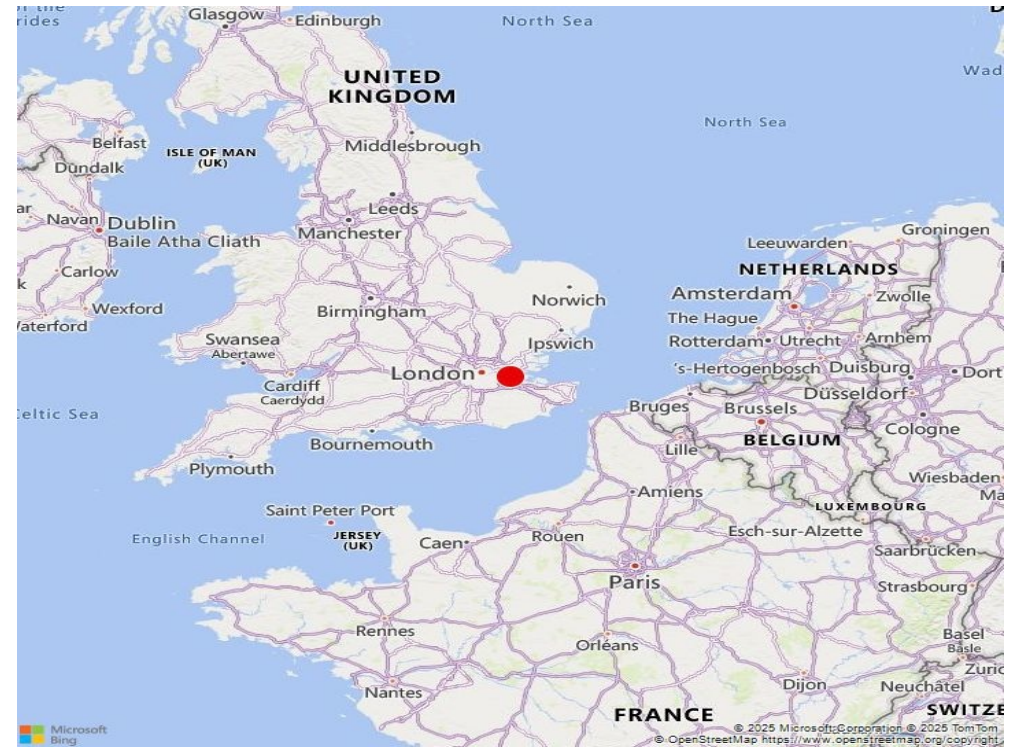 Glasgow
Edinburgh
North Sea
UNITED
KINGDOM
Wad
North Sea
Belfast
ISLE OF MAN
(UK)
Middlesbrough
Dundalk
Navan
Dublin
Baile Atha Cliath
Leeds
Manchester
Groningen
Leeuwarden
NETHERLANDS
Carlow
Wexford
Birmingham
Norwich
Amsterdam
Zwolle
The Hague
Rotterdam
Utrecht
Arnhem
Swansea
Abertawe
Ipswich
London
Cardiff
Caerdydd
's-Hertogenbosch
Duisburg
Dort
Düsseldorf
Bruges
Brussels
BELGIUM
Cologne
Lille
Bournemouth
Plymouth
Wiesbaden
Ma
Amiens
LUXEMBOURG
Saint Peter Port
JERSEY
(UK)
English Channel
Caen
Rouen
Esch-sur-Alzette
Saarbrücken
Paris
Strasbourg
Rennes
Orléans
Basel
Basle
Zuric
Nantes
Dijon
Neuchâtel
FRANCE
SWITZE
Microsoft
Bing
© 2025 Microsoft Corporation © 2025 TomTom
© OpenStreetMap https://www.openstreetmap.org/copyright